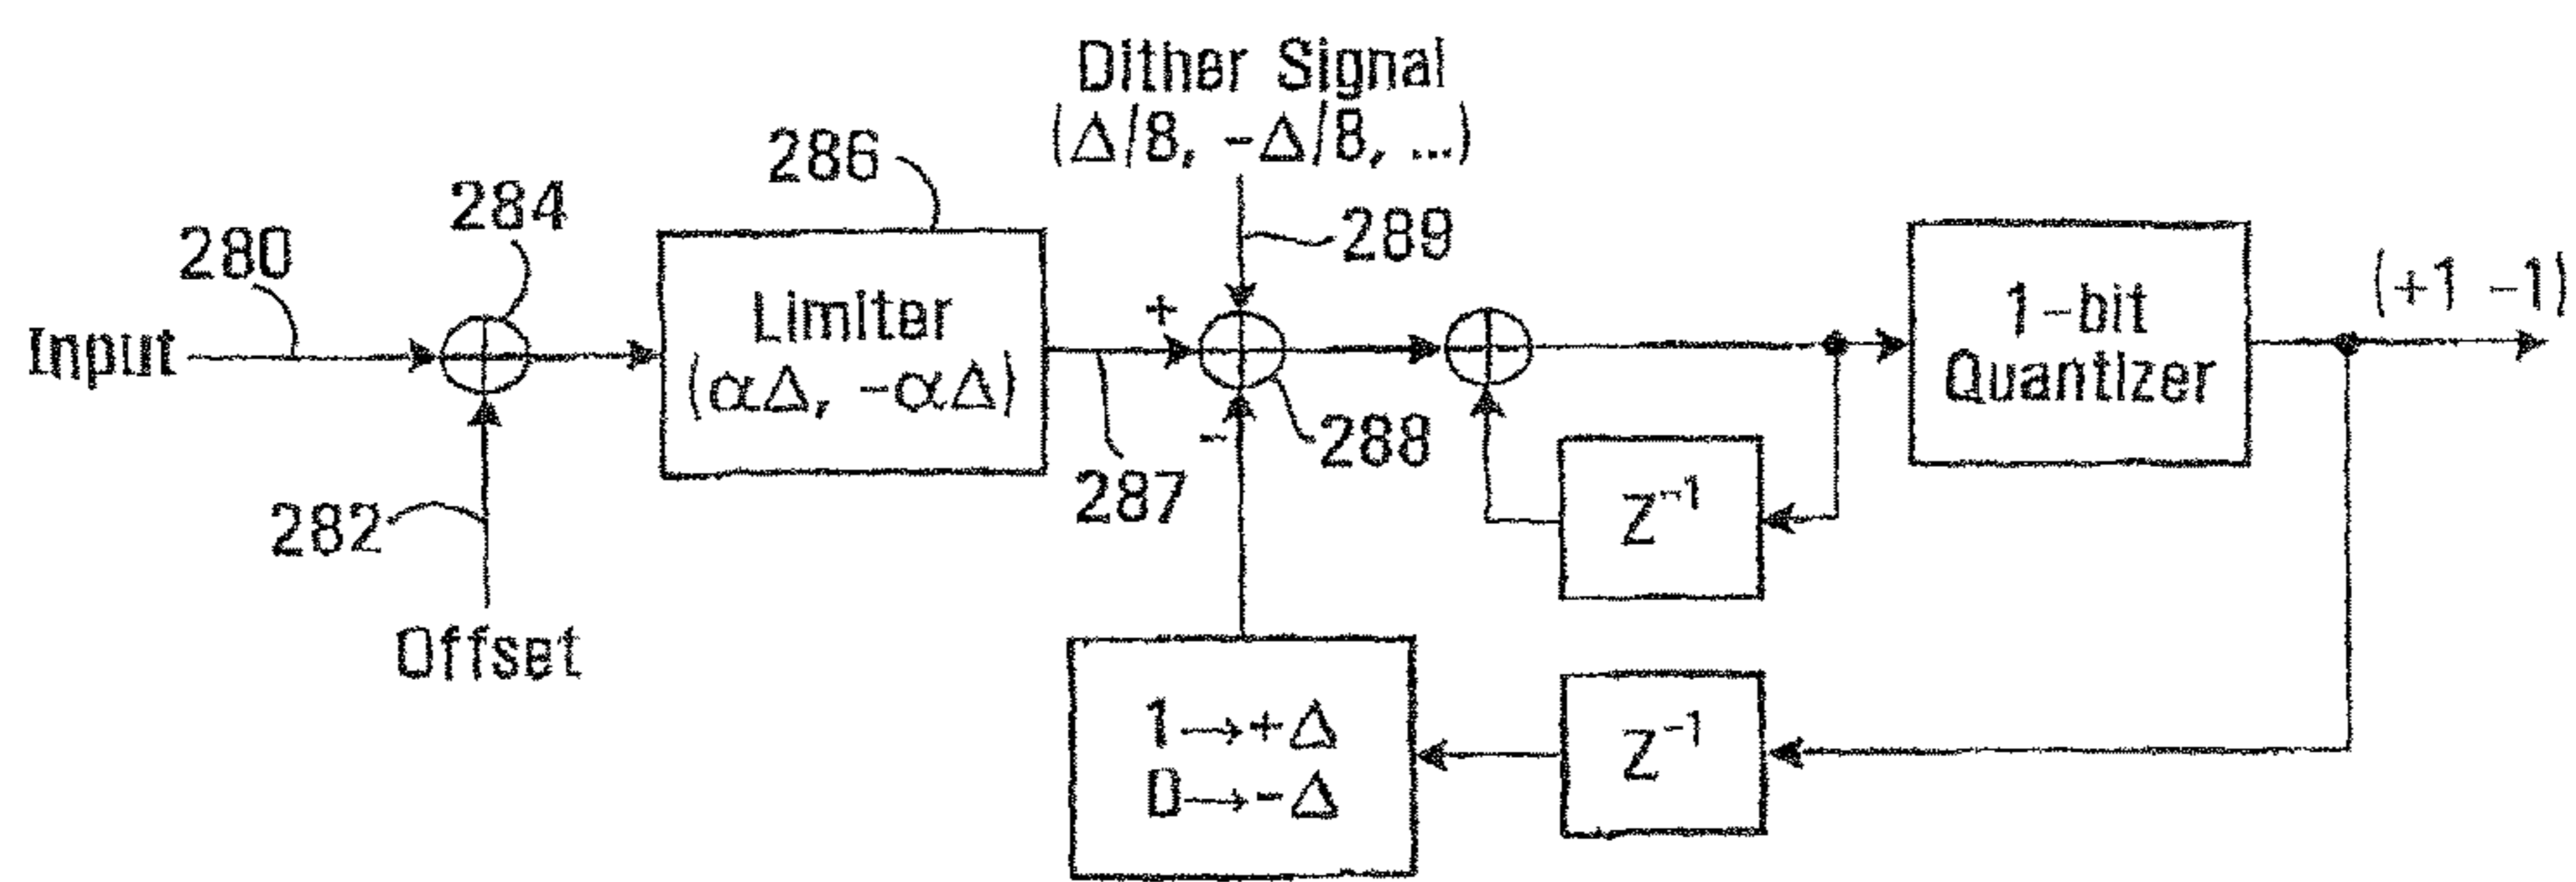 Dither Signal
(Δ/8, -Δ/8, ...)
286
284
280
289
Input
Limiter
(αΔ, -αΔ)
+
1-bit
Quantizer
(+1 -1)
-
288
287
282
Z⁻¹
Offset
1→+Δ
0→-Δ
Z⁻¹